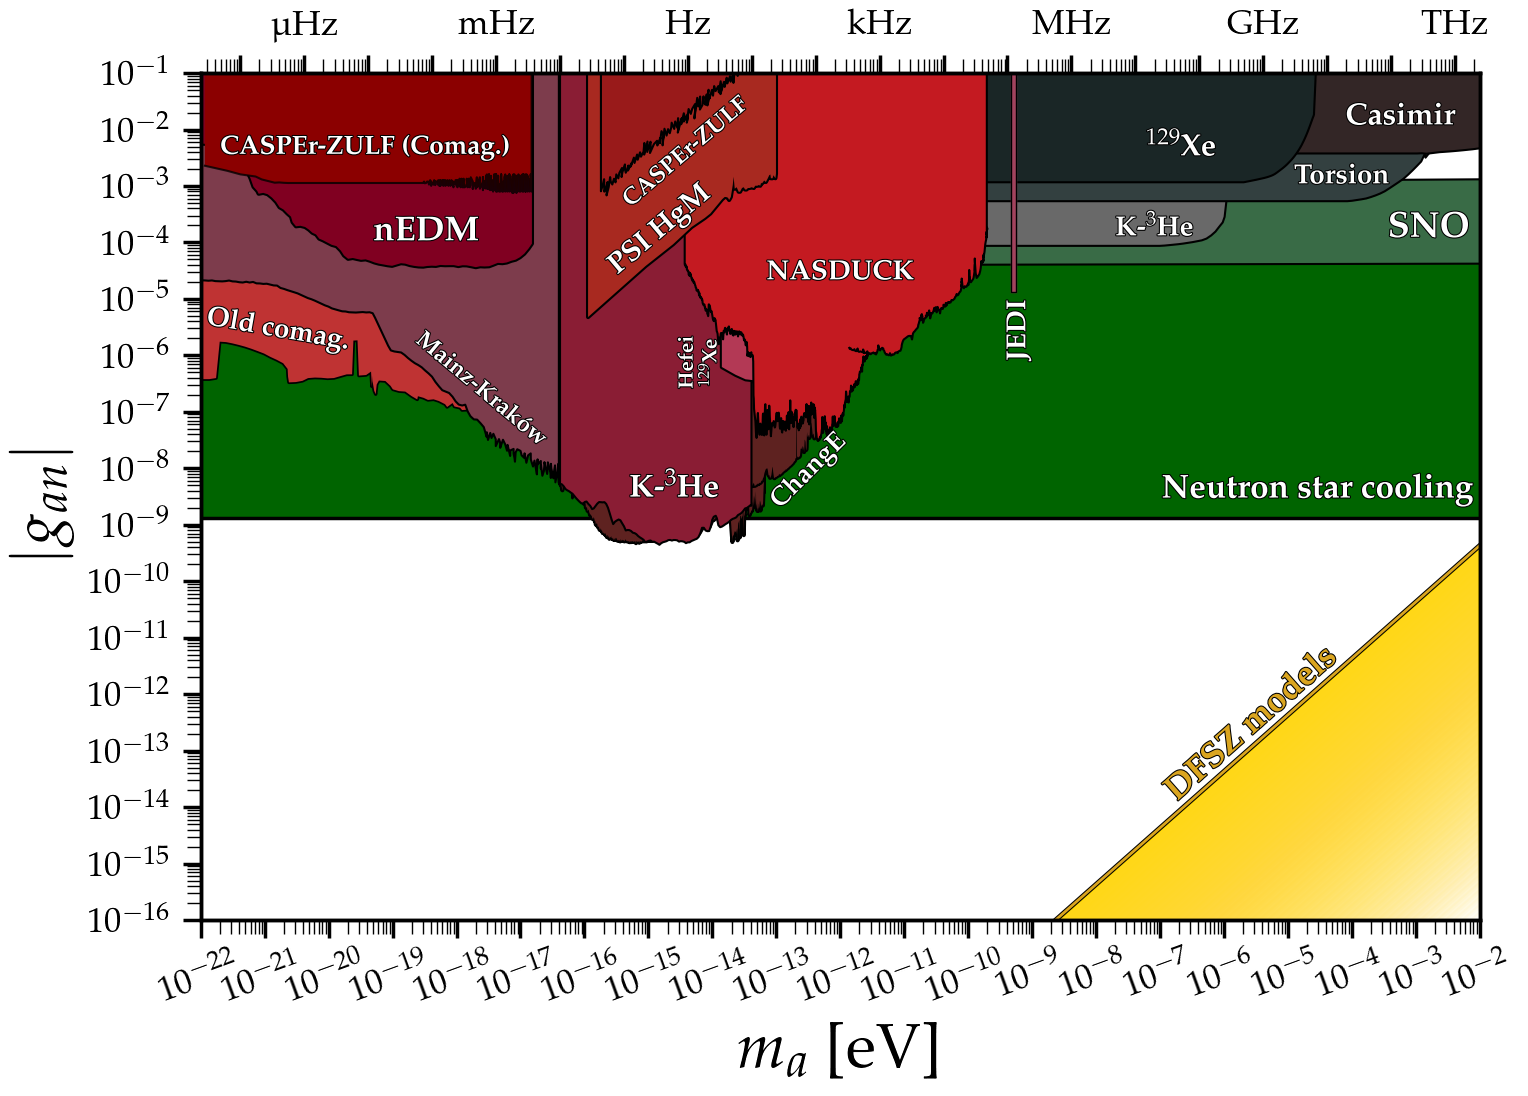 μHz mHz Hz kHz MHz GHz THz
10⁻¹
10⁻²
10⁻³
10⁻⁴
10⁻⁵
10⁻⁶
10⁻⁷
10⁻⁸
10⁻⁹
10⁻¹⁰
10⁻¹¹
10⁻¹²
10⁻¹³
10⁻¹⁴
10⁻¹⁵
10⁻¹⁶
|gₐₙ|
CASPEr-ZULF (Comag.)
nEDM
Old comag.
Mainz-Kraków
CASPEr-ZULF
PSI HgM
NASDUCK
Hefei
¹²⁹Xe
K-³He
ChangE
JEDI
¹²⁹Xe
Casimir
Torsion
K-³He
SNO
Neutron star cooling
DFSZ models
10⁻²² 10⁻²¹ 10⁻²⁰ 10⁻¹⁹ 10⁻¹⁸ 10⁻¹⁷ 10⁻¹⁶ 10⁻¹⁵ 10⁻¹⁴ 10⁻¹³ 10⁻¹² 10⁻¹¹ 10⁻¹⁰ 10⁻⁹ 10⁻⁸ 10⁻⁷ 10⁻⁶ 10⁻⁵ 10⁻⁴ 10⁻³ 10⁻²
mₐ [eV]